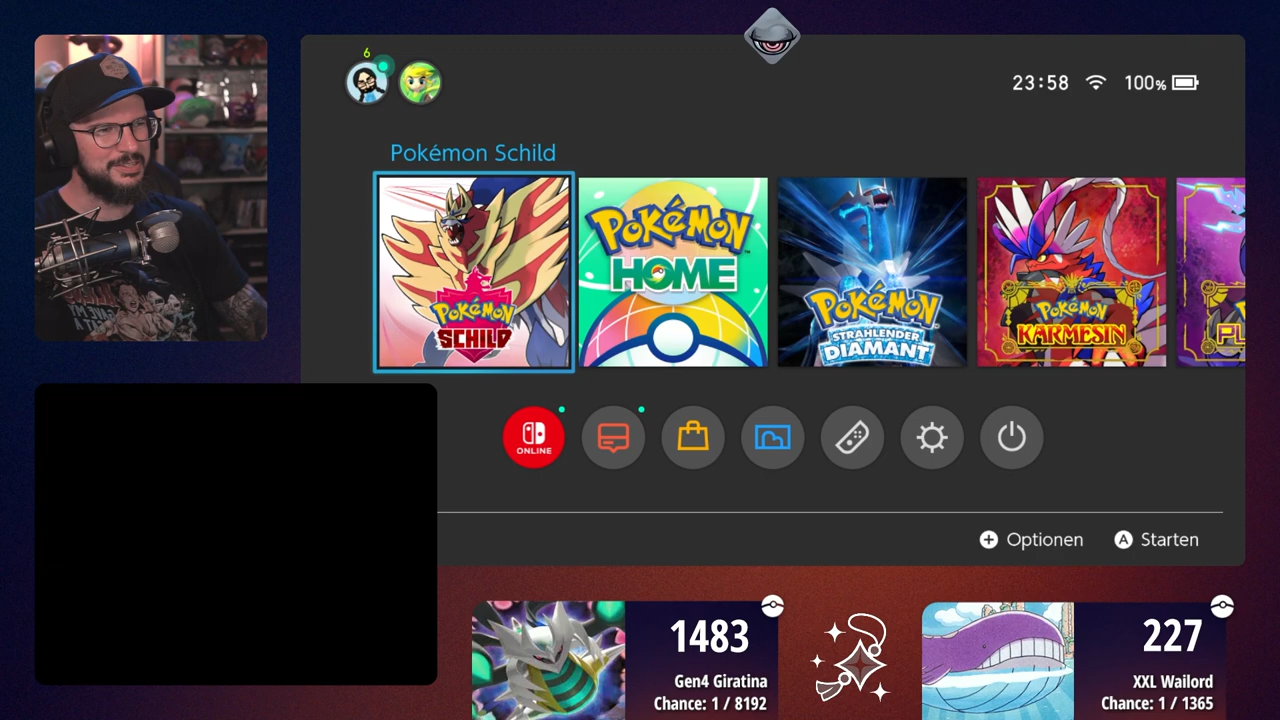 6
23:58
100%
Pokémon Schild
Pokémon
SCHILD
Pokémon
HOME
Pokémon
STRAHLENDER
DIAMANT
Pokémon
KARMESIN
ONLINE
Optionen
A Starten
1483
Gen4 Giratina
Chance: 1 / 8192
227
XXL Wailord
Chance: 1 / 1365